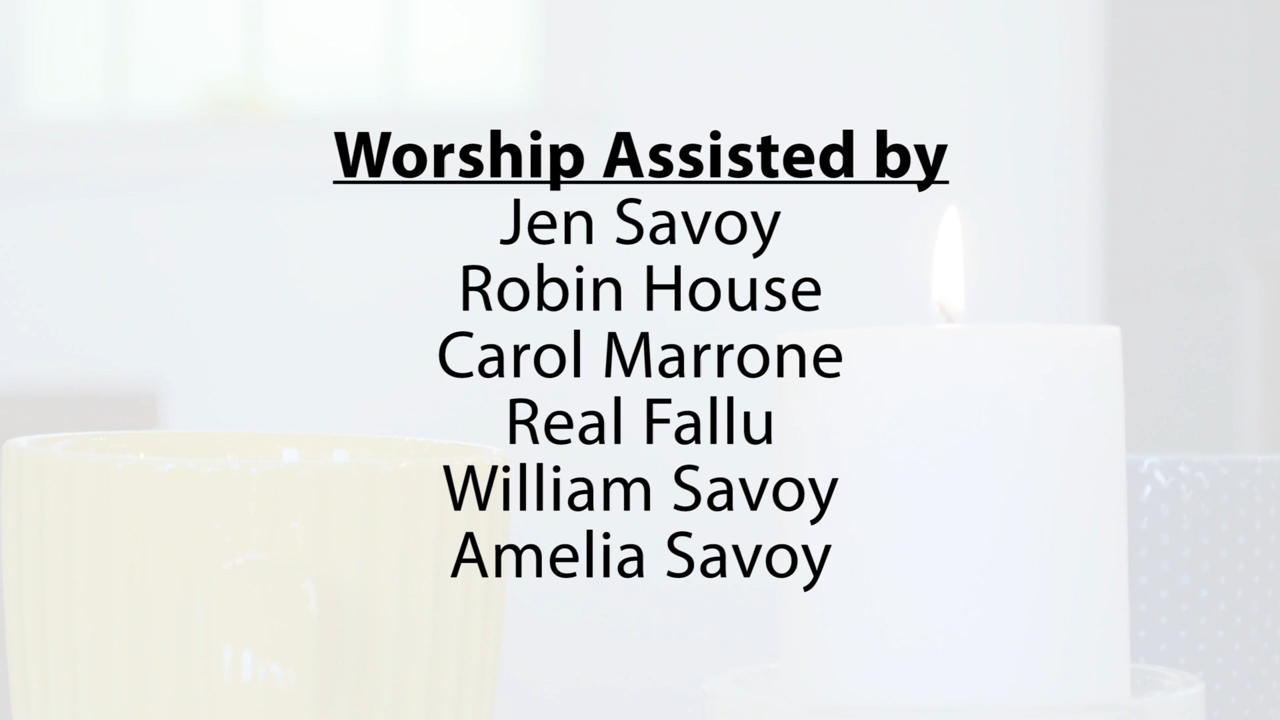 Worship Assisted by
Jen Savoy
Robin House
Carol Marrone
Real Fallu
William Savoy
Amelia Savoy